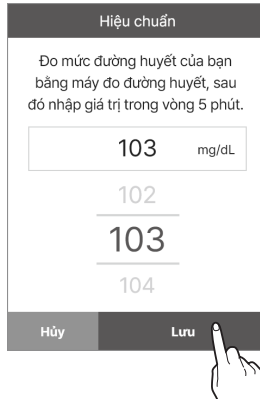 Hiệu chuẩn
Đo mức đường huyết của bạn
bằng máy đo đường huyết, sau
đó nhập giá trị trong vòng 5 phút.
103 mg/dL
102
103
104
Hủy Lưu